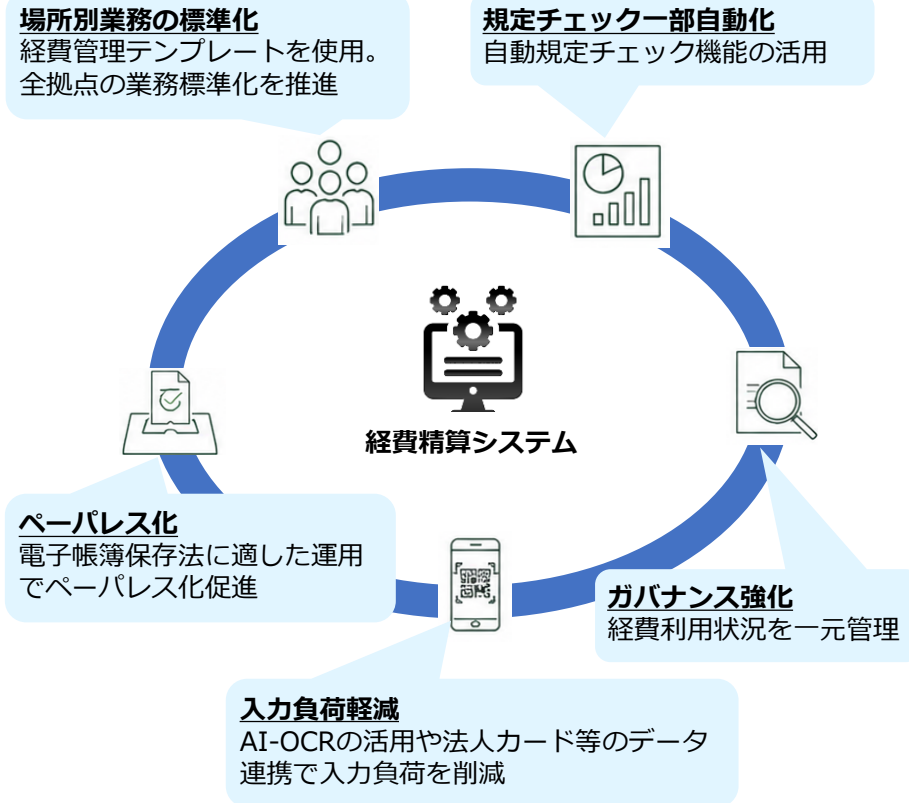 場所別業務の標準化
経費管理テンプレートを使用。
全拠点の業務標準化を推進
規定チェック一部自動化
自動規定チェック機能の活用
経費精算システム
ペーパレス化
電子帳簿保存法に適した運用
でペーパレス化促進
ガバナンス強化
経費利用状況を一元管理
入力負荷軽減
AI-OCRの活用や法人カード等のデータ
連携で入力負荷を削減